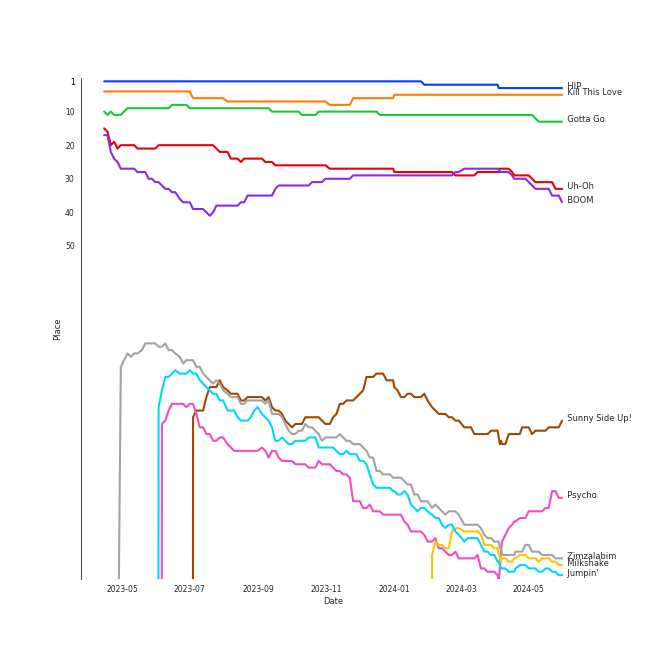 1
10
20
30
40
50
Place
HIP
Kill This Love
Gotta Go
Uh-Oh
BOOM
Sunny Side Up!
Psycho
Zimzalabim
Milkshake
Jumpin'
2023-05
2023-07
2023-09
2023-11
2024-01
2024-03
2024-05
Date